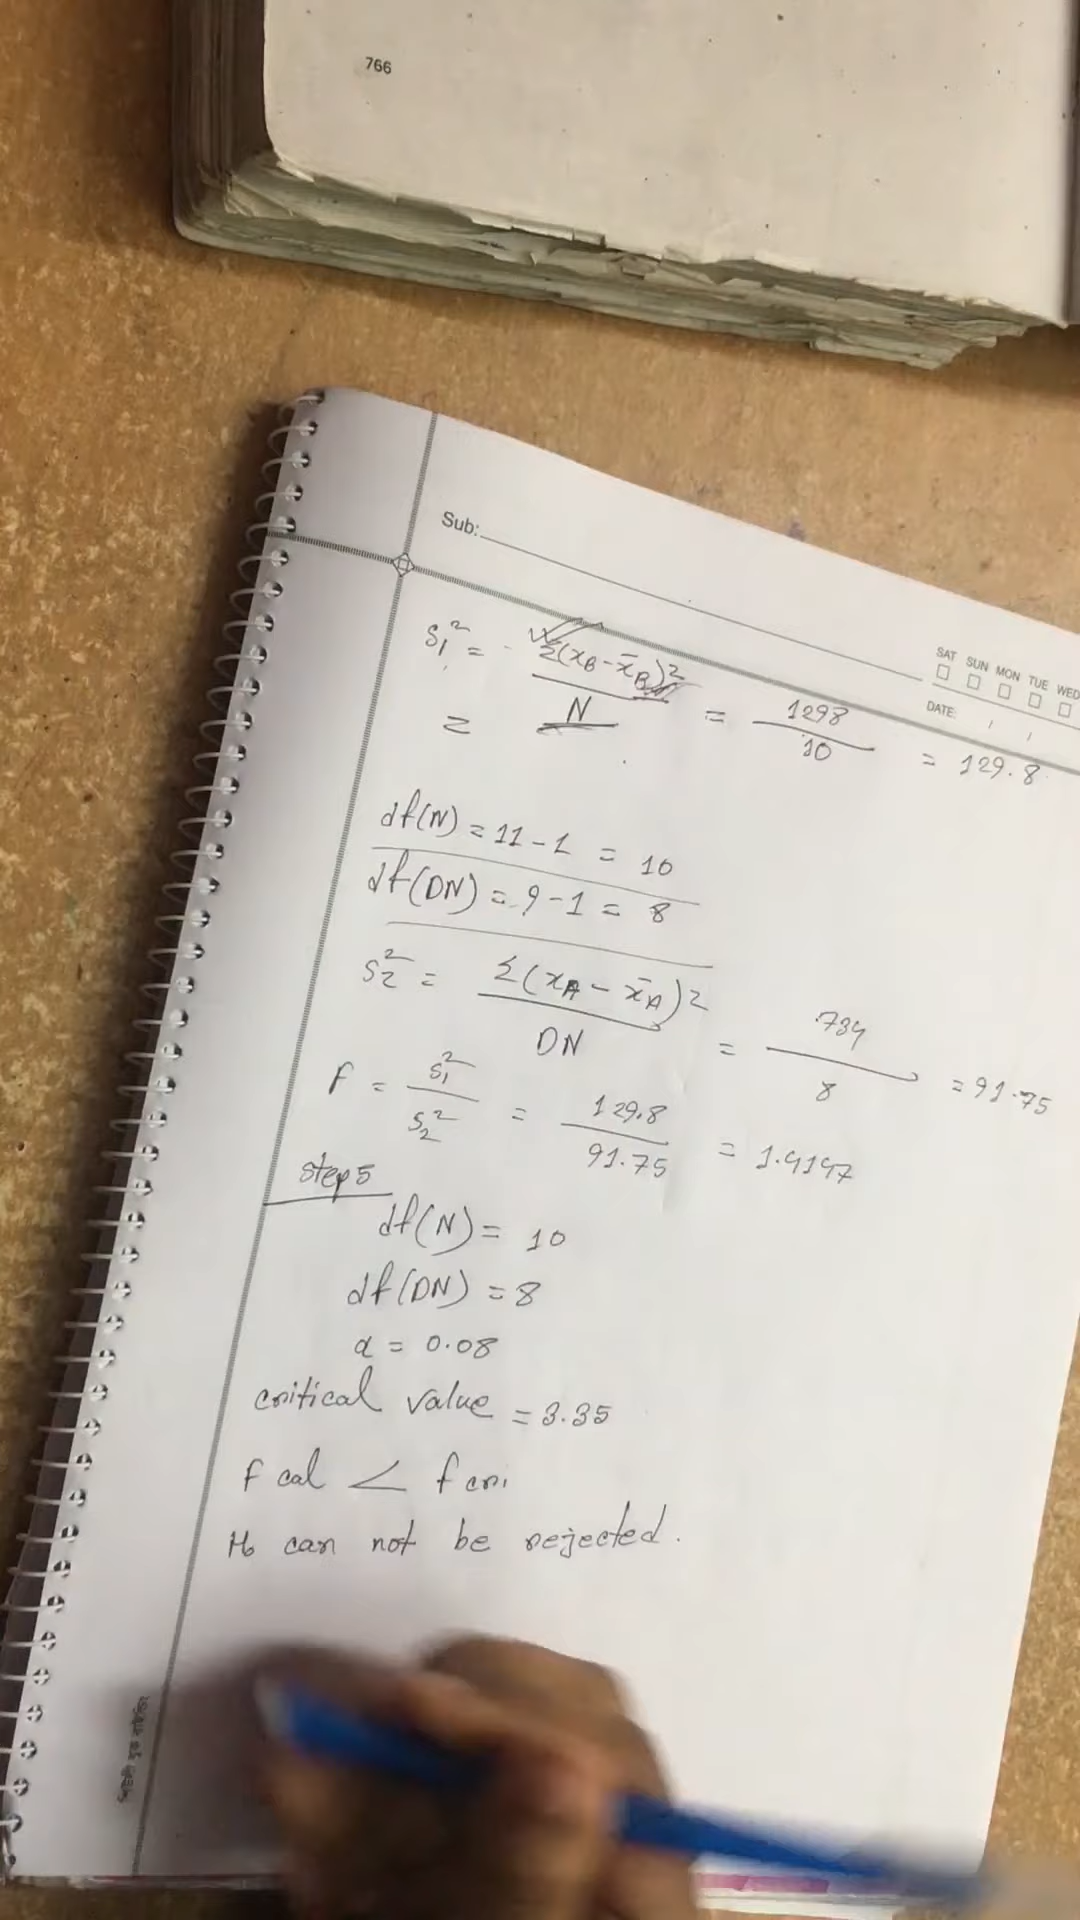 766
Sub:
SAT SUN MON TUE WED
DATE: / /
S₁² = Σ(xB - x̄B)² / N = 1298 / 10 = 129.8
=
df(N) = 11 - 1 = 10
df(DN) = 9 - 1 = 8
S₂² = Σ(xA - x̄A)² / DN = 734 / 8 = 91.75
F = S₁² / S₂² = 129.8 / 91.75 = 1.4147
Step 5
df(N) = 10
df(DN) = 8
α = 0.08
critical value = 3.35
F cal < f cri
H₀ can not be rejected.